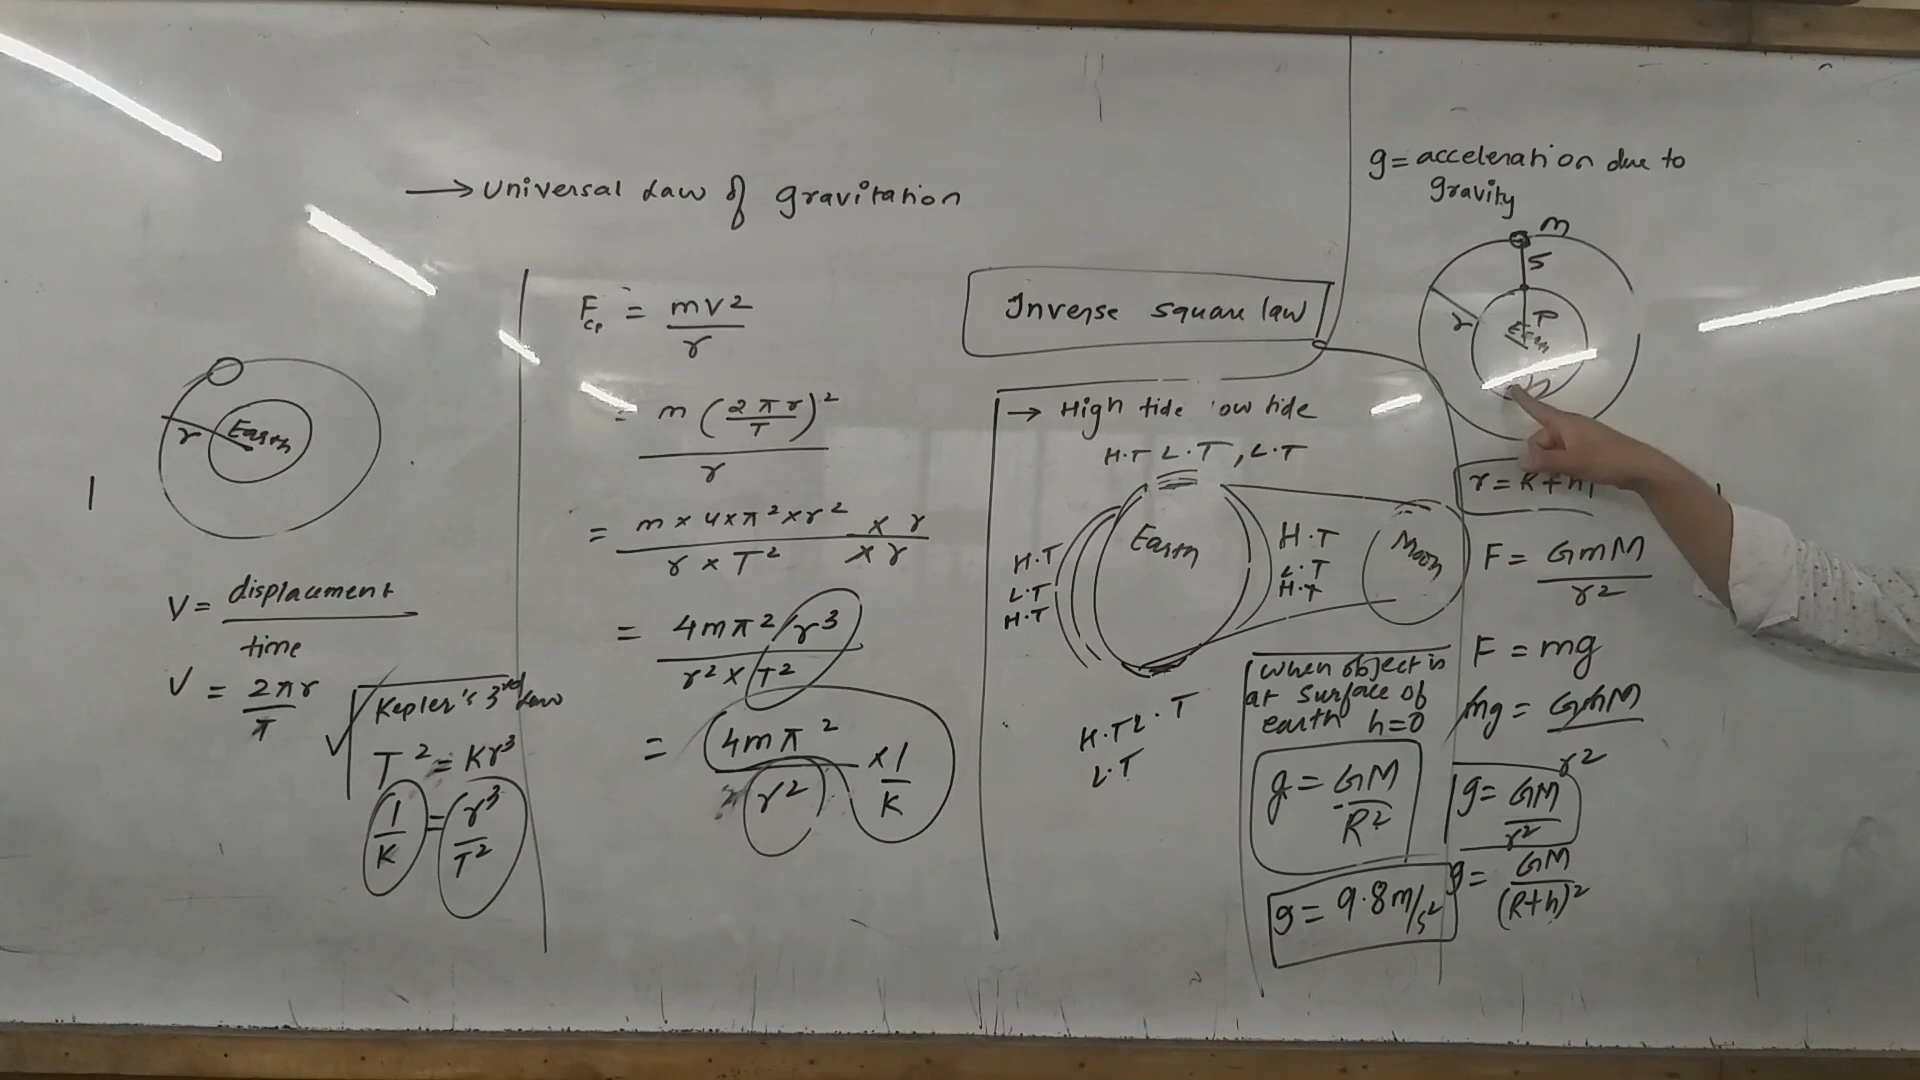 → Universal Law of gravitation
r
Earth
V = displacement
time
V = 2πr
T
Kepler's 3rd law
T² = Kr³
1/K = r³/T²
Fcp = mv²
r
= m (2πr/T)²
r
= m×4×π²×r² × r
r × T² × r
= 4mπ² r³
r² × T²
= 4mπ² × 1
r² K
Inverse square law
→ High tide low tide
H.T L.T, L.T
Earth
Moon
H.T
L.T
H.T
H.T
L.T
H.T
H.T L.T
L.T
when object is
at surface of
earth h=0
g = GM
R²
g = 9.8m/s²
g = acceleration due to
gravity
m
r
r = R+h
F = GmM
r²
F = mg
mg = GmM
r²
g = GM
r²
g = GM
(R+h)²